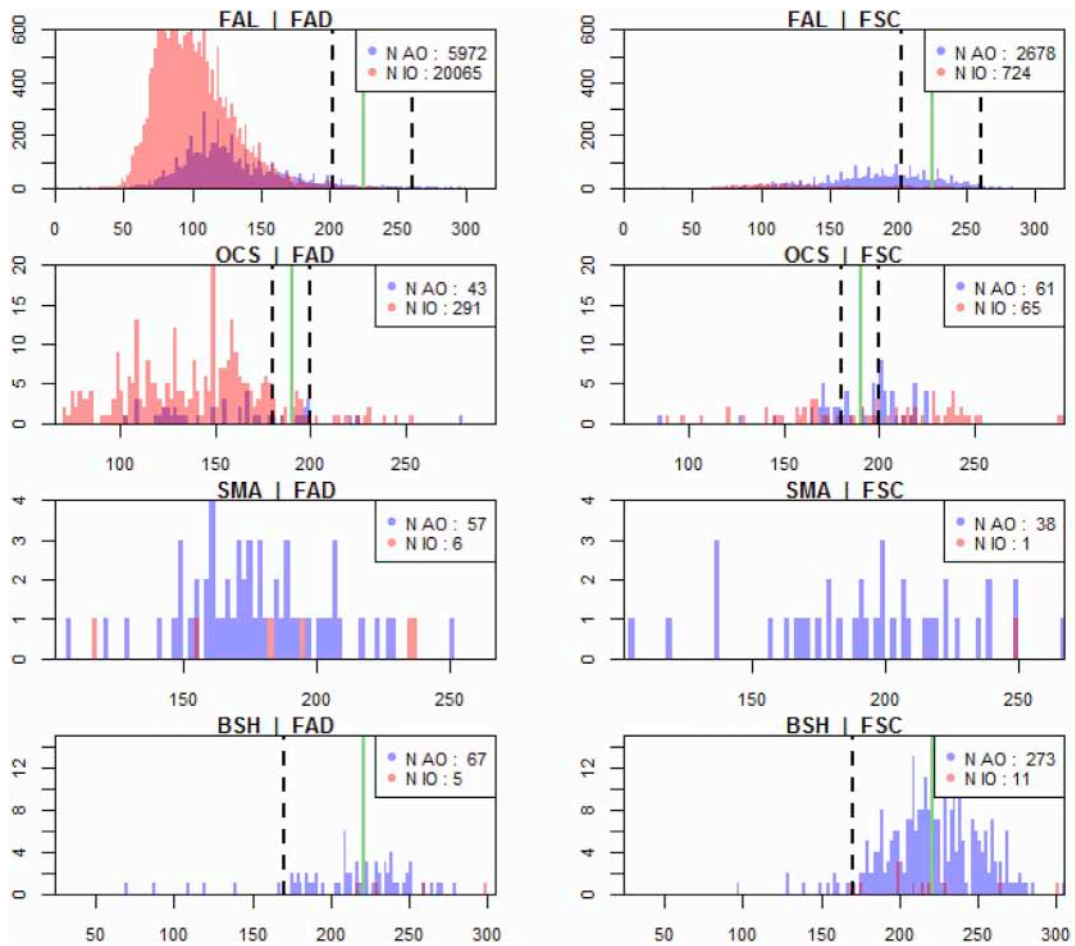 FAL | FAD
FAL | FSC
600
400
200
0
N AO : 5972
N IO : 20065
600
400
200
0
N AO : 2678
N IO : 724
0 50 100 150 200 250 300
0 50 100 150 200 250 300
OCS | FAD
OCS | FSC
20
15
10
5
0
N AO : 43
N IO : 291
20
15
10
5
0
N AO : 61
N IO : 65
100 150 200 250
100 150 200 250
SMA | FAD
SMA | FSC
4
3
2
1
0
N AO : 57
N IO : 6
4
3
2
1
0
N AO : 38
N IO : 1
150 200 250
150 200 250
BSH | FAD
BSH | FSC
12
8
4
0
N AO : 67
N IO : 5
12
8
4
0
N AO : 273
N IO : 11
50 100 150 200 250 300
50 100 150 200 250 300